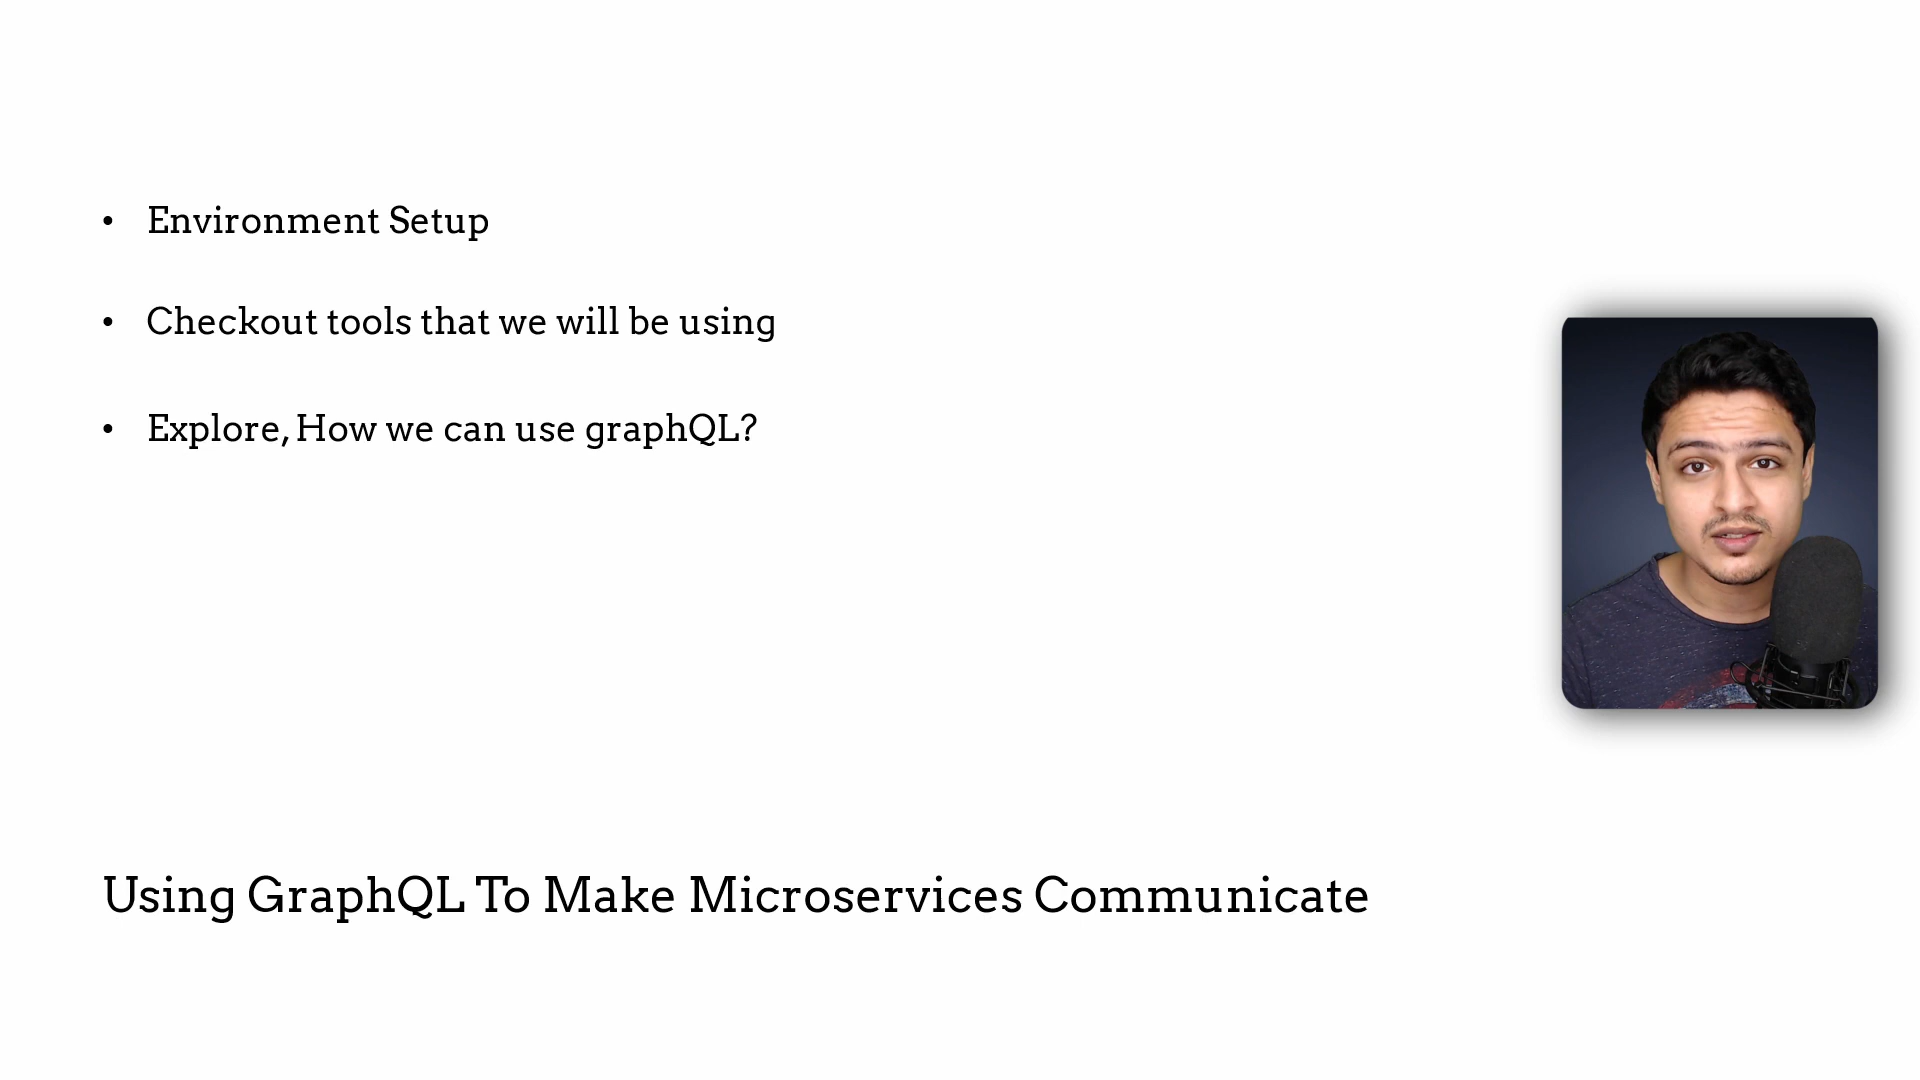 • Environment Setup
• Checkout tools that we will be using
• Explore, How we can use graphQL?
Using GraphQL To Make Microservices Communicate